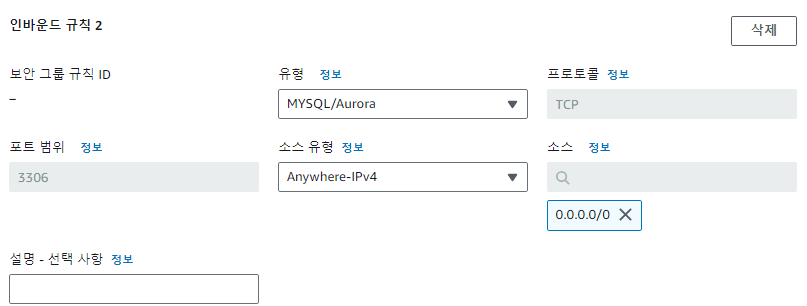 인바운드 규칙 2
삭제
보안 그룹 규칙 ID
–
유형 정보
MYSQL/Aurora
프로토콜 정보
TCP
포트 범위 정보
3306
소스 유형 정보
Anywhere-IPv4
소스 정보
0.0.0.0/0
설명 - 선택 사항 정보